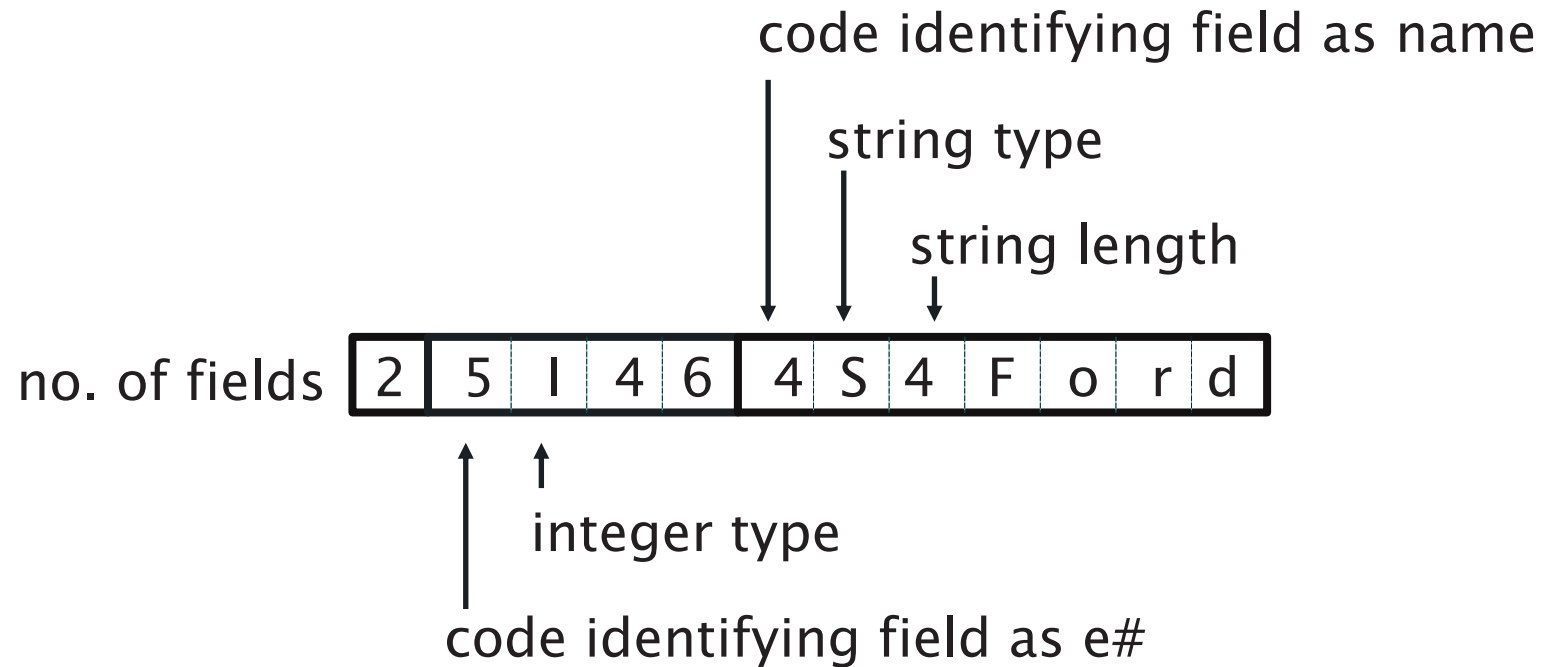 code identifying field as name
string type
string length
no. of fields 2 5 I 4 6 4 S 4 F o r d
integer type
code identifying field as e#